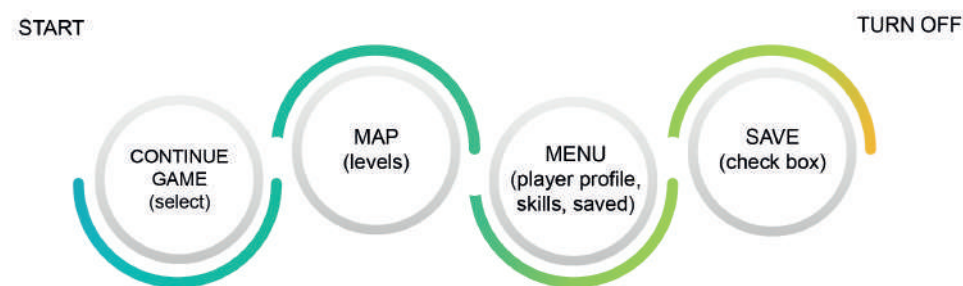 START
TURN OFF
CONTINUE
GAME
(select)
MAP
(levels)
MENU
(player profile,
skills, saved)
SAVE
(check box)